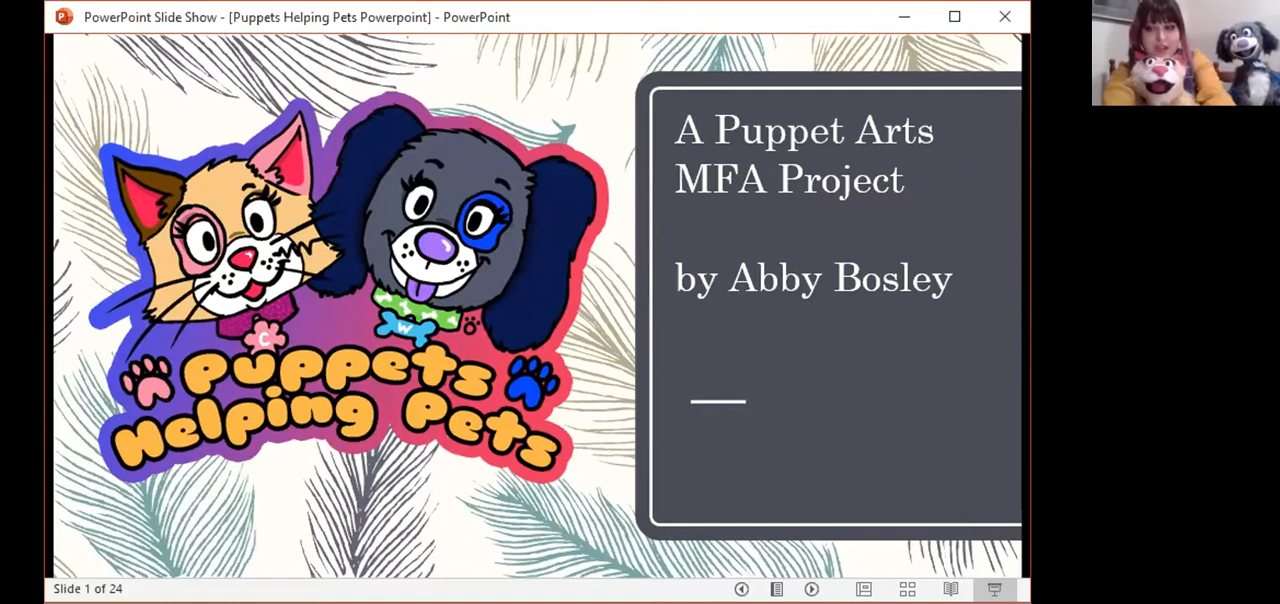 PowerPoint Slide Show - [Puppets Helping Pets Powerpoint] - PowerPoint
A Puppet Arts
MFA Project
by Abby Bosley
C
W
Puppets
Helping Pets
Slide 1 of 24